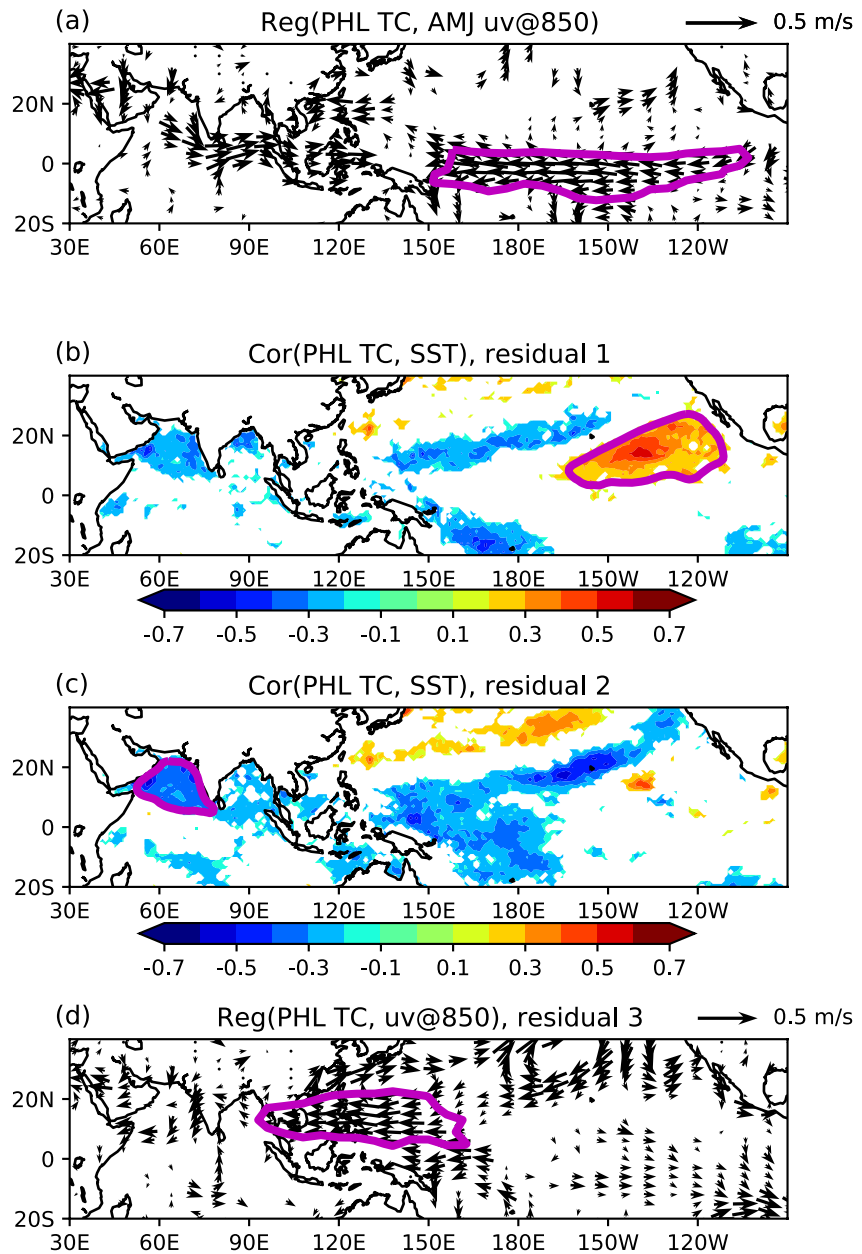 (a) Reg(PHL TC, AMJ uv@850) 0.5 m/s
20N
0
20S
30E 60E 90E 120E 150E 180E 150W 120W
(b) Cor(PHL TC, SST), residual 1
20N
0
20S
30E 60E 90E 120E 150E 180E 150W 120W
-0.7 -0.5 -0.3 -0.1 0.1 0.3 0.5 0.7
(c) Cor(PHL TC, SST), residual 2
20N
0
20S
30E 60E 90E 120E 150E 180E 150W 120W
-0.7 -0.5 -0.3 -0.1 0.1 0.3 0.5 0.7
(d) Reg(PHL TC, uv@850), residual 3 0.5 m/s
20N
0
20S
30E 60E 90E 120E 150E 180E 150W 120W